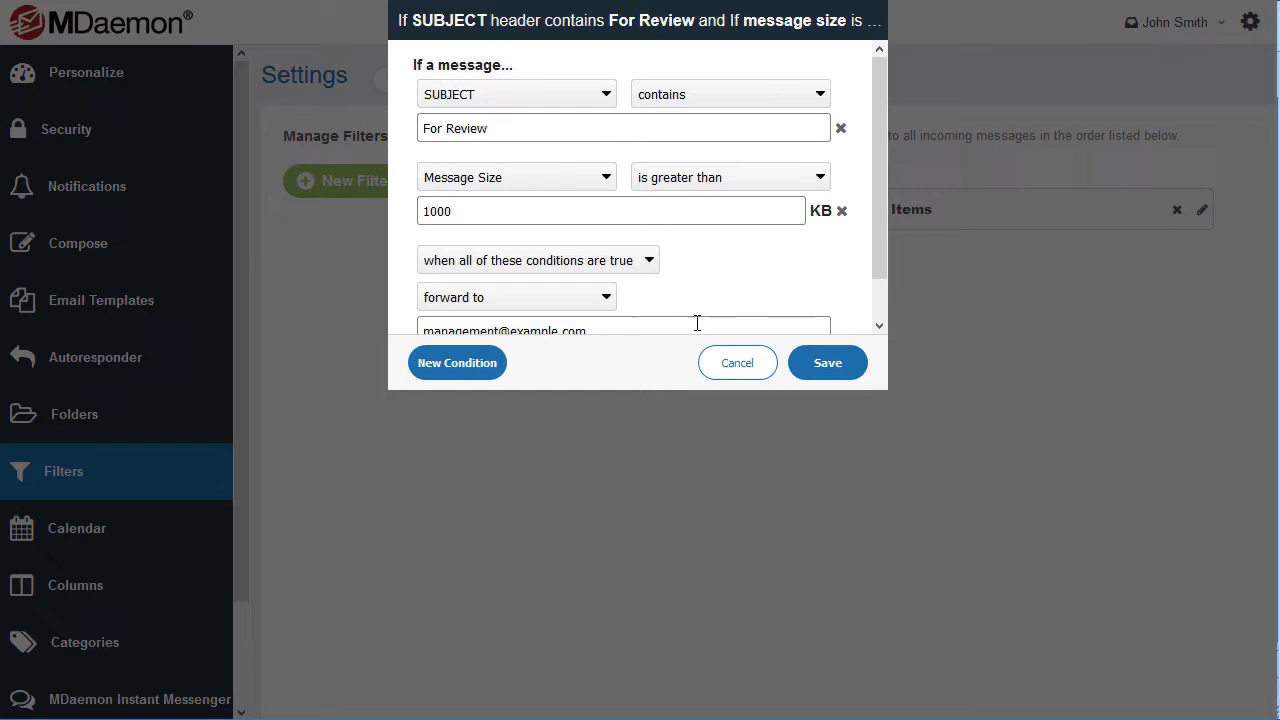 MDaemon®
If SUBJECT header contains For Review and If message size is ...
John Smith
Personalize
Security
Notifications
Compose
Email Templates
Autoresponder
Folders
Filters
Calendar
Columns
Categories
MDaemon Instant Messenger
Settings
Manage Filters
to all incoming messages in the order listed below.
New Filte
Items
If a message...
SUBJECT
contains
For Review
Message Size
is greater than
1000
KB
when all of these conditions are true
forward to
management@example.com
New Condition
Cancel
Save